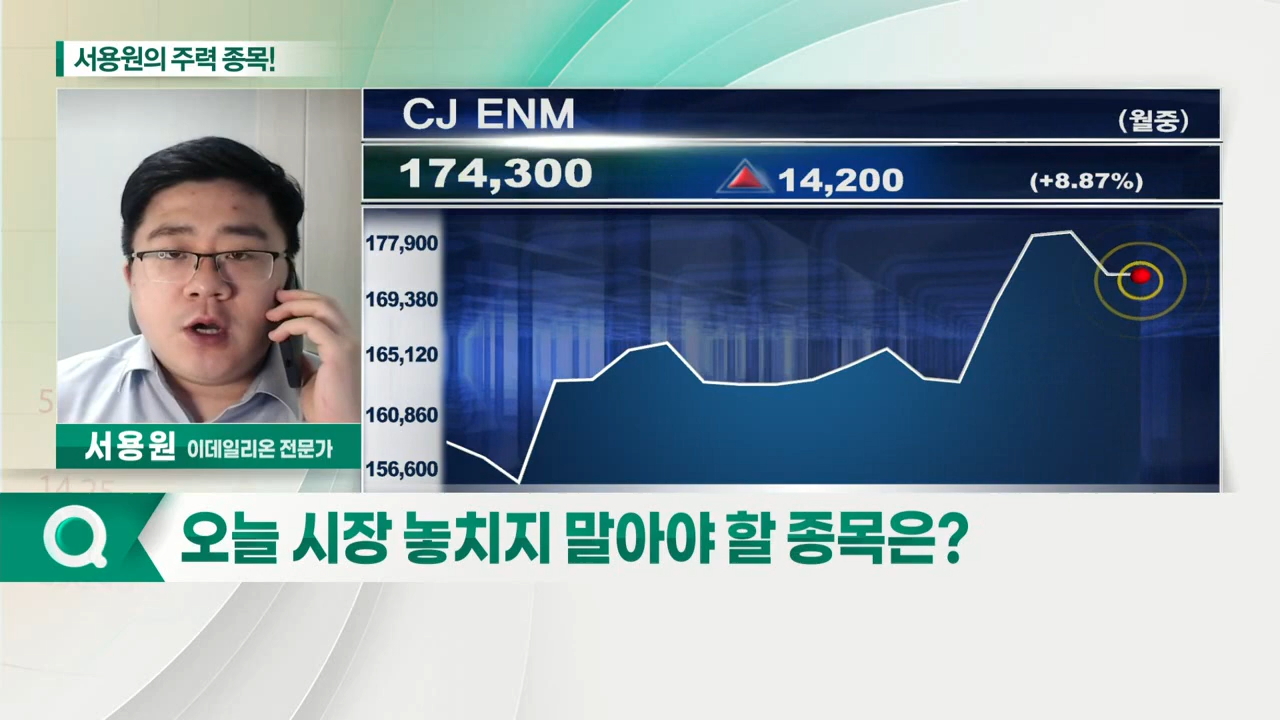 서용원의 주력 종목!
CJ ENM (월중)
174,300 ▲ 14,200 (+8.87%)
177,900
169,380
165,120
160,860
156,600
서용원 이데일리온 전문가
Q 오늘 시장 놓치지 말아야 할 종목은?